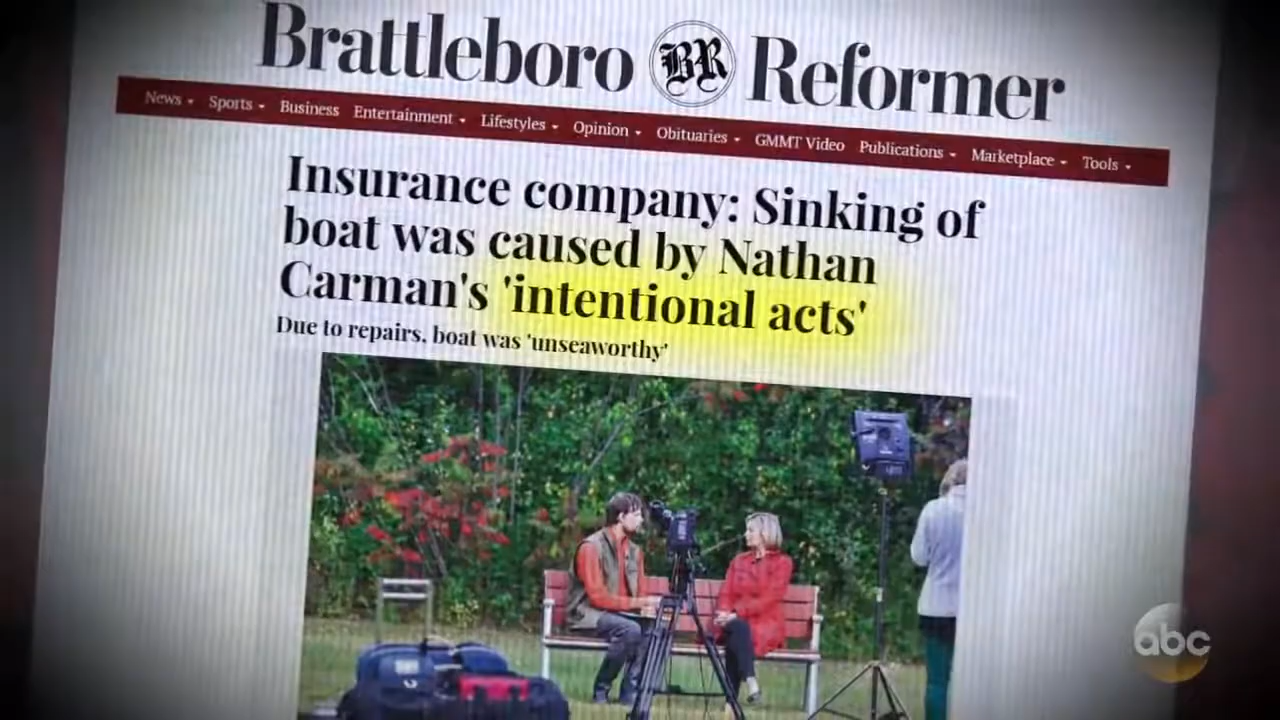 Brattleboro BR Reformer
News Sports Business Entertainment Lifestyles Opinion Obituaries GMMT Video Publications Marketplace Tools
Insurance company: Sinking of
boat was caused by Nathan
Carman's 'intentional acts'
Due to repairs, boat was 'unseaworthy'
abc